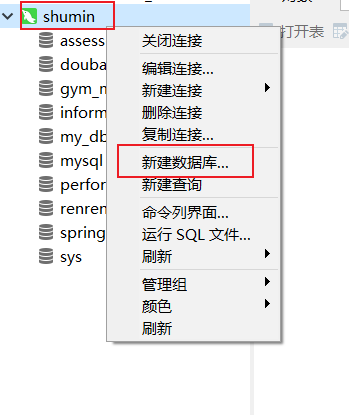 shumin
打开表
assess
douba
gym_n
inform
my_db
mysql
perfor
renren
spring
sys
关闭连接
编辑连接...
新建连接
删除连接
复制连接...
新建数据库...
新建查询
命令列界面...
运行 SQL 文件...
刷新
管理组
颜色
刷新